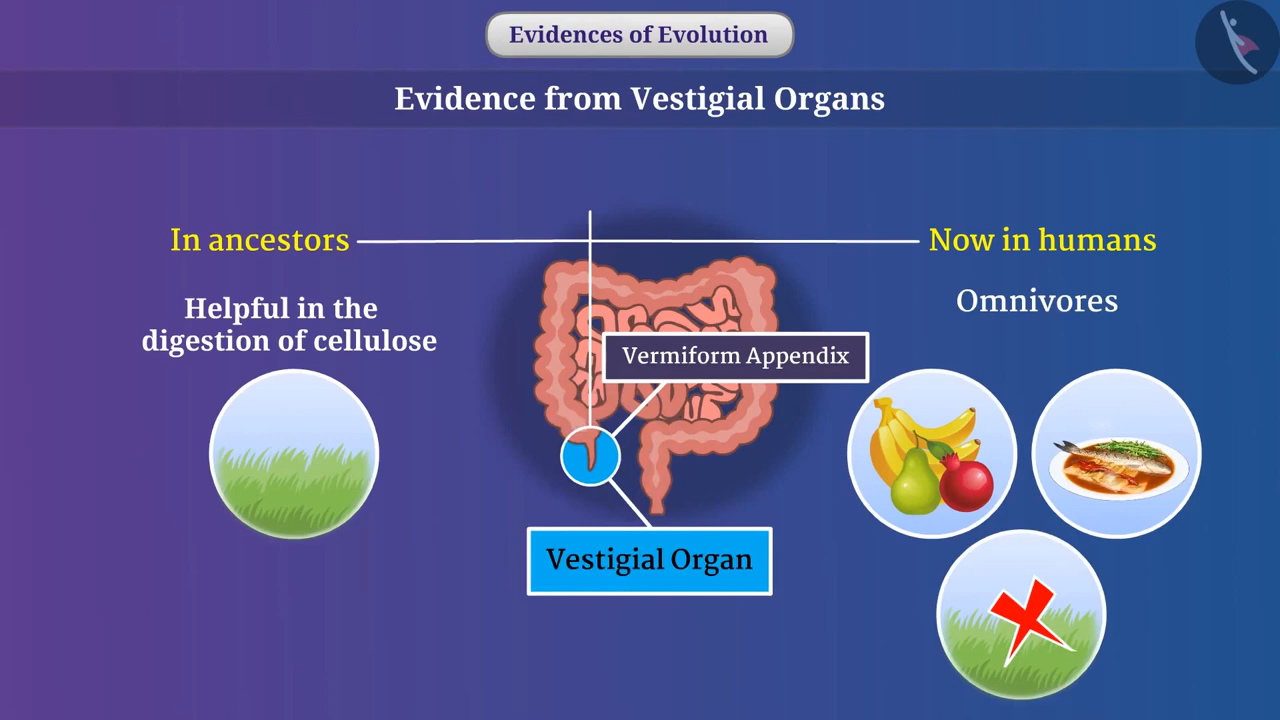 Evidences of Evolution
Evidence from Vestigial Organs
In ancestors
Now in humans
Helpful in the
digestion of cellulose
Omnivores
Vermiform Appendix
Vestigial Organ